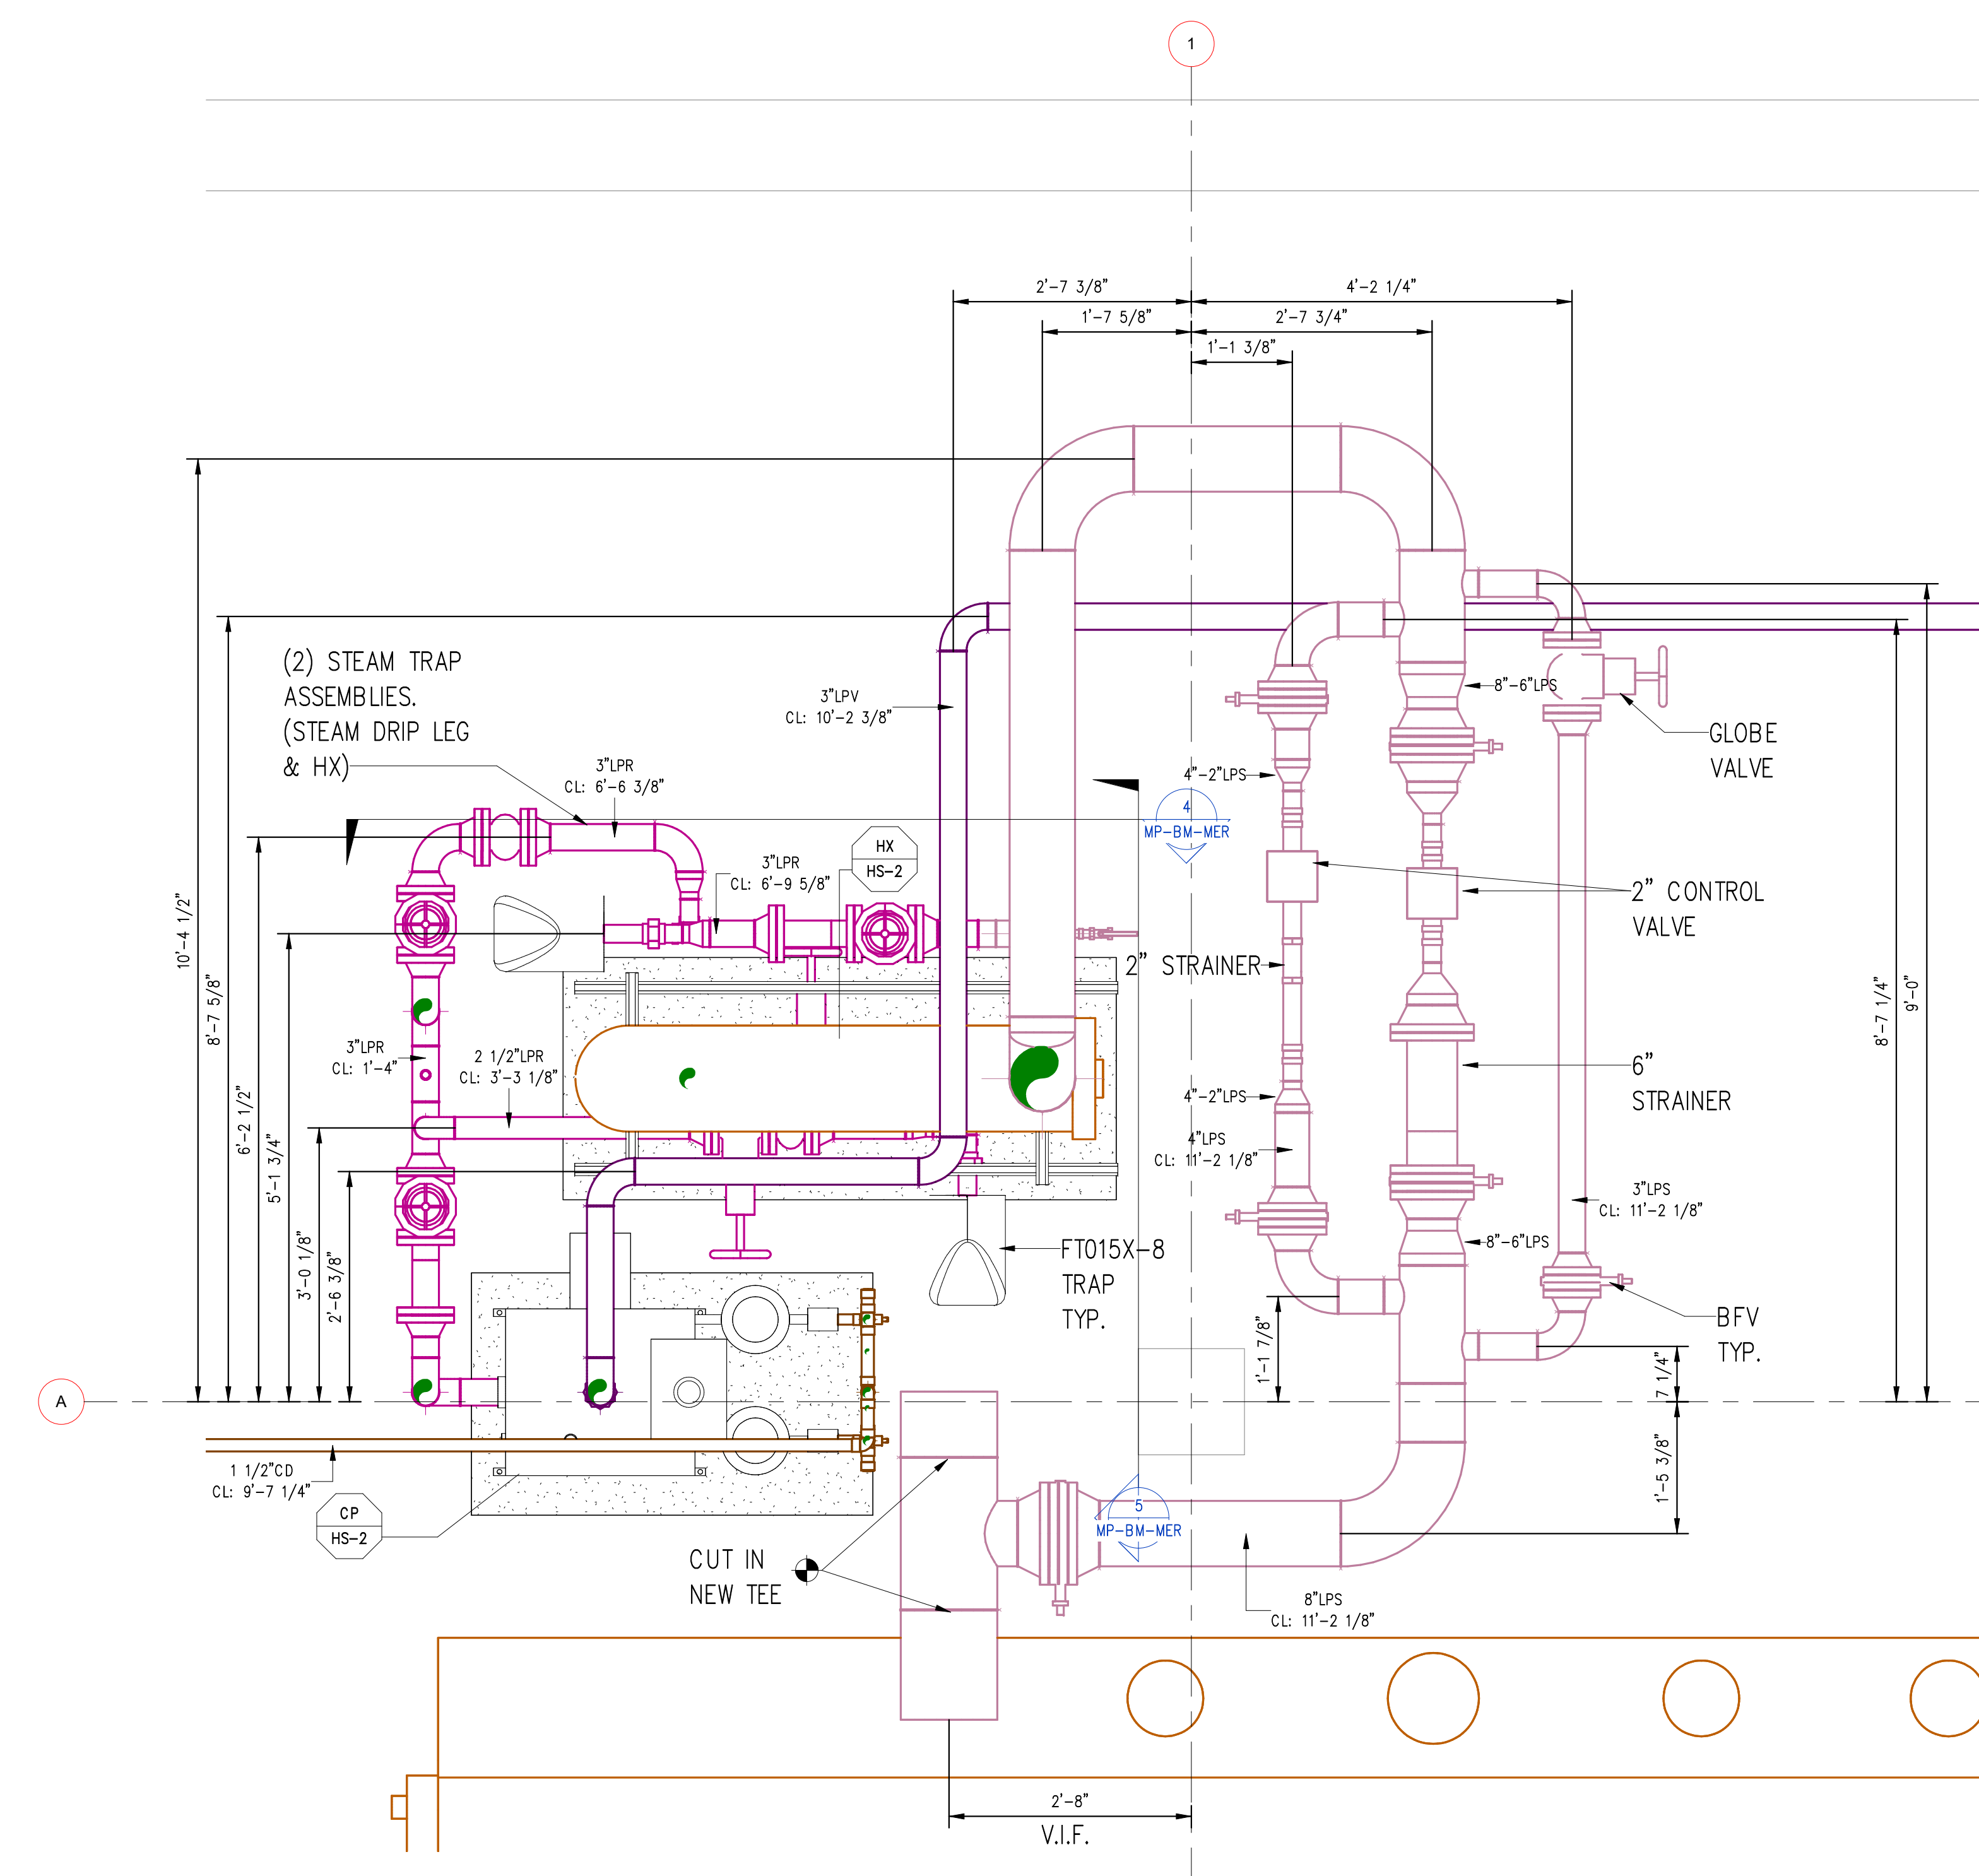 1
2'-7 3/8"
4'-2 1/4"
1'-7 5/8"
2'-7 3/4"
1'-1 3/8"
(2) STEAM TRAP
ASSEMBLIES.
(STEAM DRIP LEG
& HX)
3"LPV
CL: 10'-2 3/8"
8"-6"LPS
GLOBE
VALVE
3"LPR
CL: 6'-6 3/8"
4"-2"LPS
4
MP-BM-MER
HX
HS-2
3"LPR
CL: 6'-9 5/8"
2" CONTROL
VALVE
10'-4 1/2"
8'-7 5/8"
6'-2 1/2"
5'-1 3/4"
3'-0 1/8"
2'-6 3/8"
2" STRAINER
8'-7 1/4"
9'-0"
3"LPR
CL: 1'-4"
2 1/2"LPR
CL: 3'-3 1/8"
6"
STRAINER
4"-2"LPS
4"LPS
CL: 11'-2 1/8"
3"LPS
CL: 11'-2 1/8"
FT015X-8
TRAP
TYP.
8"-6"LPS
BFV
TYP.
1'-1 7/8"
7 1/4"
A
1'-5 3/8"
1 1/2"CD
CL: 9'-7 1/4"
CP
HS-2
5
MP-BM-MER
CUT IN
NEW TEE
8"LPS
CL: 11'-2 1/8"
2'-8"
V.I.F.